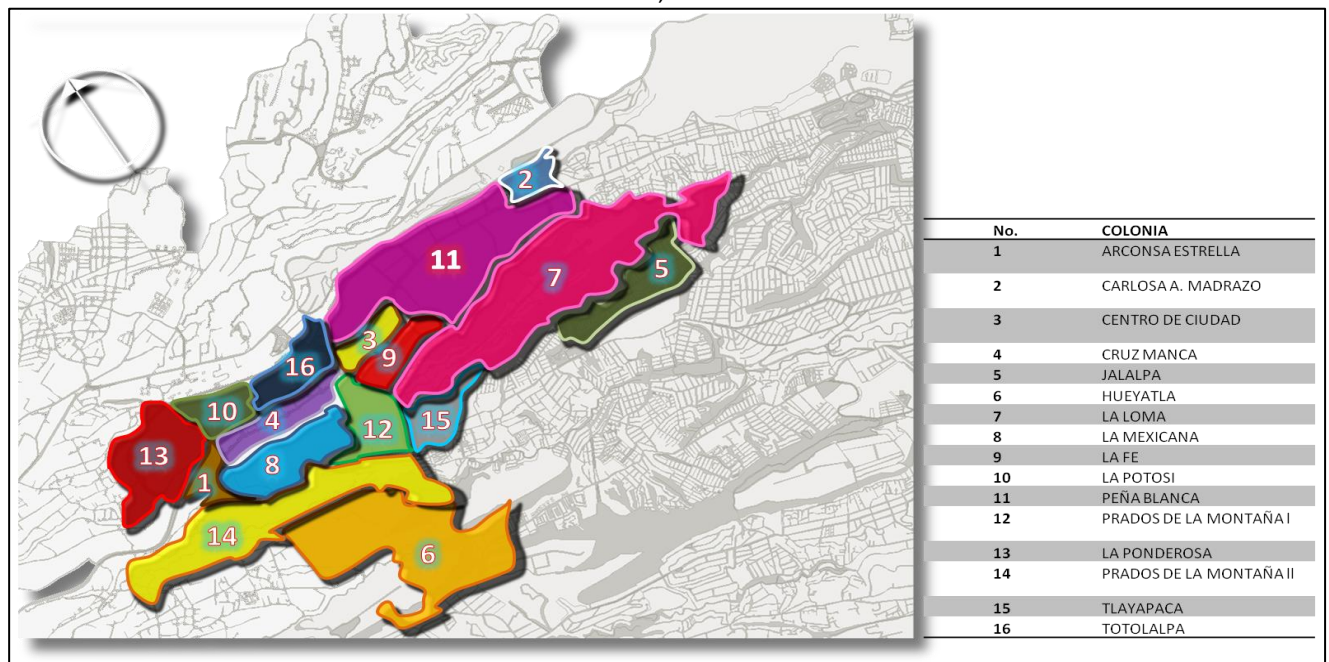 2
11
7
5
3
9
16
10
4
12
15
13
8
1
14
6
No. COLONIA
1 ARCONSA ESTRELLA
2 CARLOSA A. MADRAZO
3 CENTRO DE CIUDAD
4 CRUZ MANCA
5 JALALPA
6 HUEYATLA
7 LA LOMA
8 LA MEXICANA
9 LA FE
10 LA POTOSI
11 PEÑA BLANCA
12 PRADOS DE LA MONTAÑA I
13 LA PONDEROSA
14 PRADOS DE LA MONTAÑA II
15 TLAYAPACA
16 TOTOLALPA